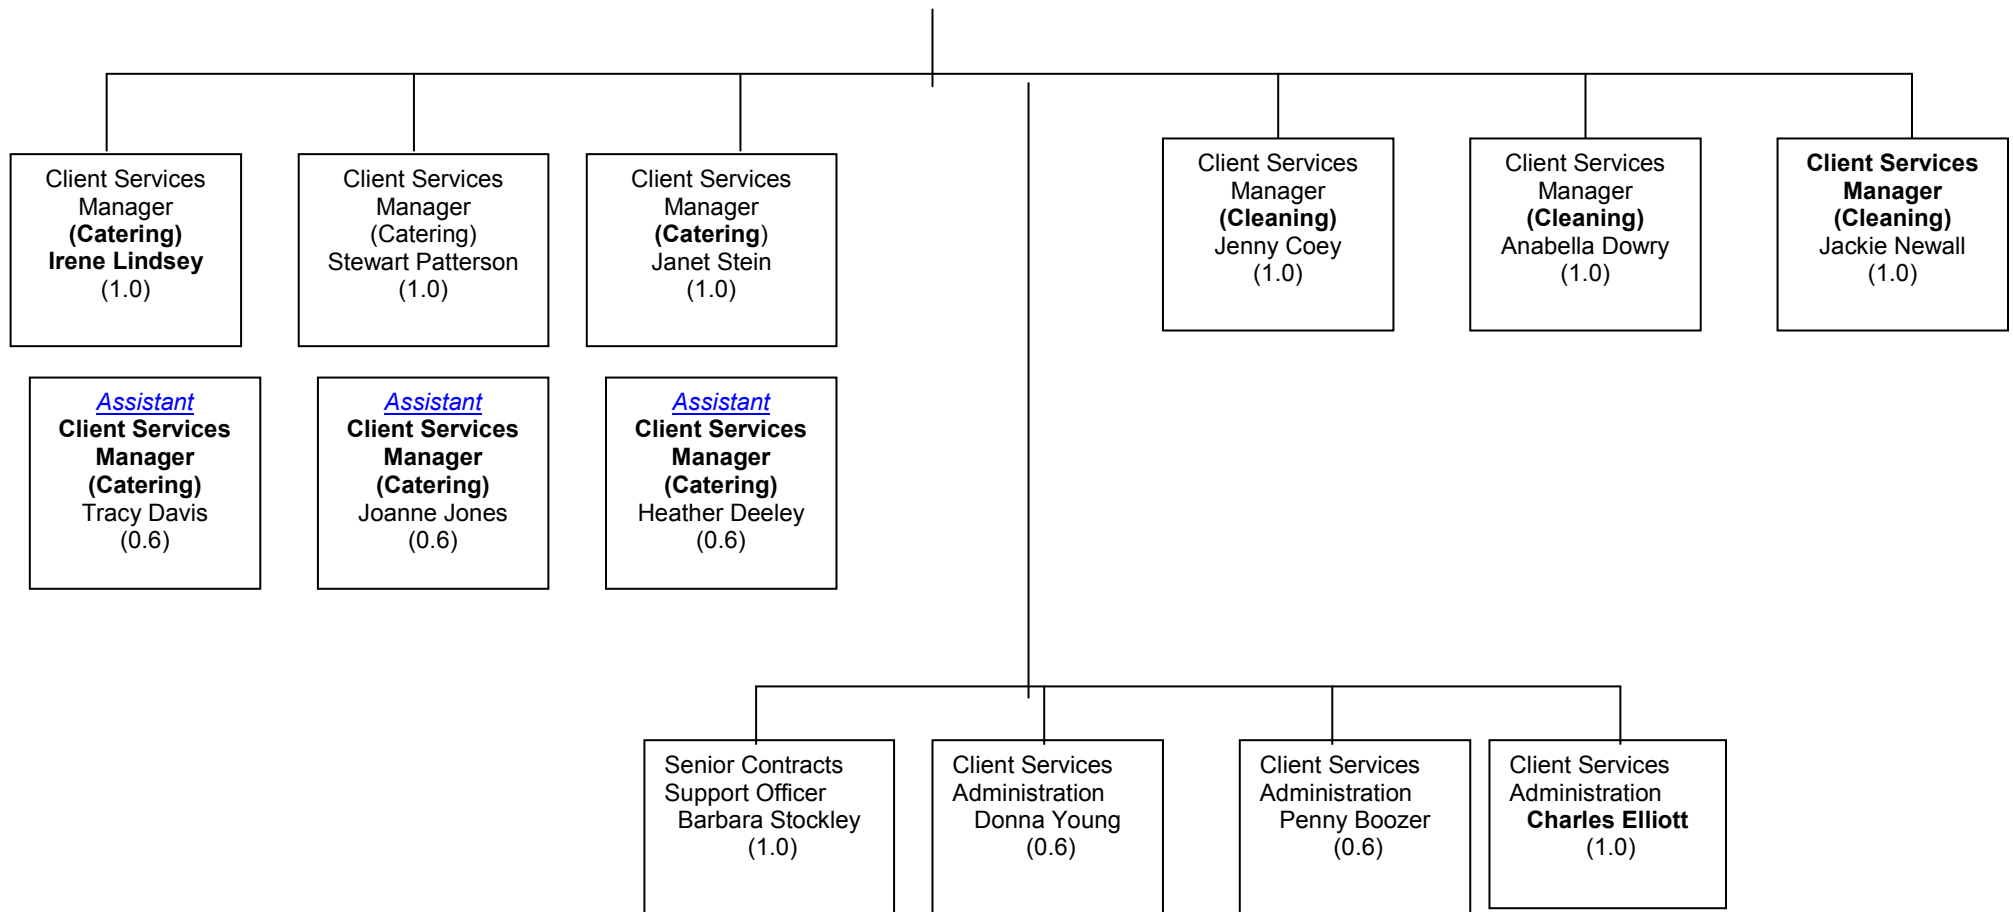 Client Services
Manager
(Catering)
Irene Lindsey
(1.0)
Client Services
Manager
(Catering)
Stewart Patterson
(1.0)
Client Services
Manager
(Catering)
Janet Stein
(1.0)
Client Services
Manager
(Cleaning)
Jenny Coey
(1.0)
Client Services
Manager
(Cleaning)
Anabella Dowry
(1.0)
Client Services
Manager
(Cleaning)
Jackie Newall
(1.0)
Assistant
Client Services
Manager
(Catering)
Tracy Davis
(0.6)
Assistant
Client Services
Manager
(Catering)
Joanne Jones
(0.6)
Assistant
Client Services
Manager
(Catering)
Heather Deeley
(0.6)
Senior Contracts
Support Officer
Barbara Stockley
(1.0)
Client Services
Administration
Donna Young
(0.6)
Client Services
Administration
Penny Boozer
(0.6)
Client Services
Administration
Charles Elliott
(1.0)